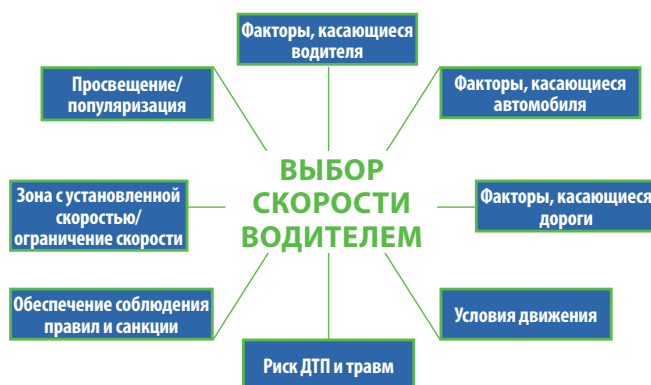 Факторы, касающиеся
водителя
Просвещение/
популяризация
Факторы, касающиеся
автомобиля
ВЫБОР
СКОРОСТИ
ВОДИТЕЛЕМ
Зона с установленной
скоростью/
ограничение скорости
Факторы, касающиеся
дороги
Обеспечение соблюдения
правил и санкции
Условия движения
Риск ДТП и травм